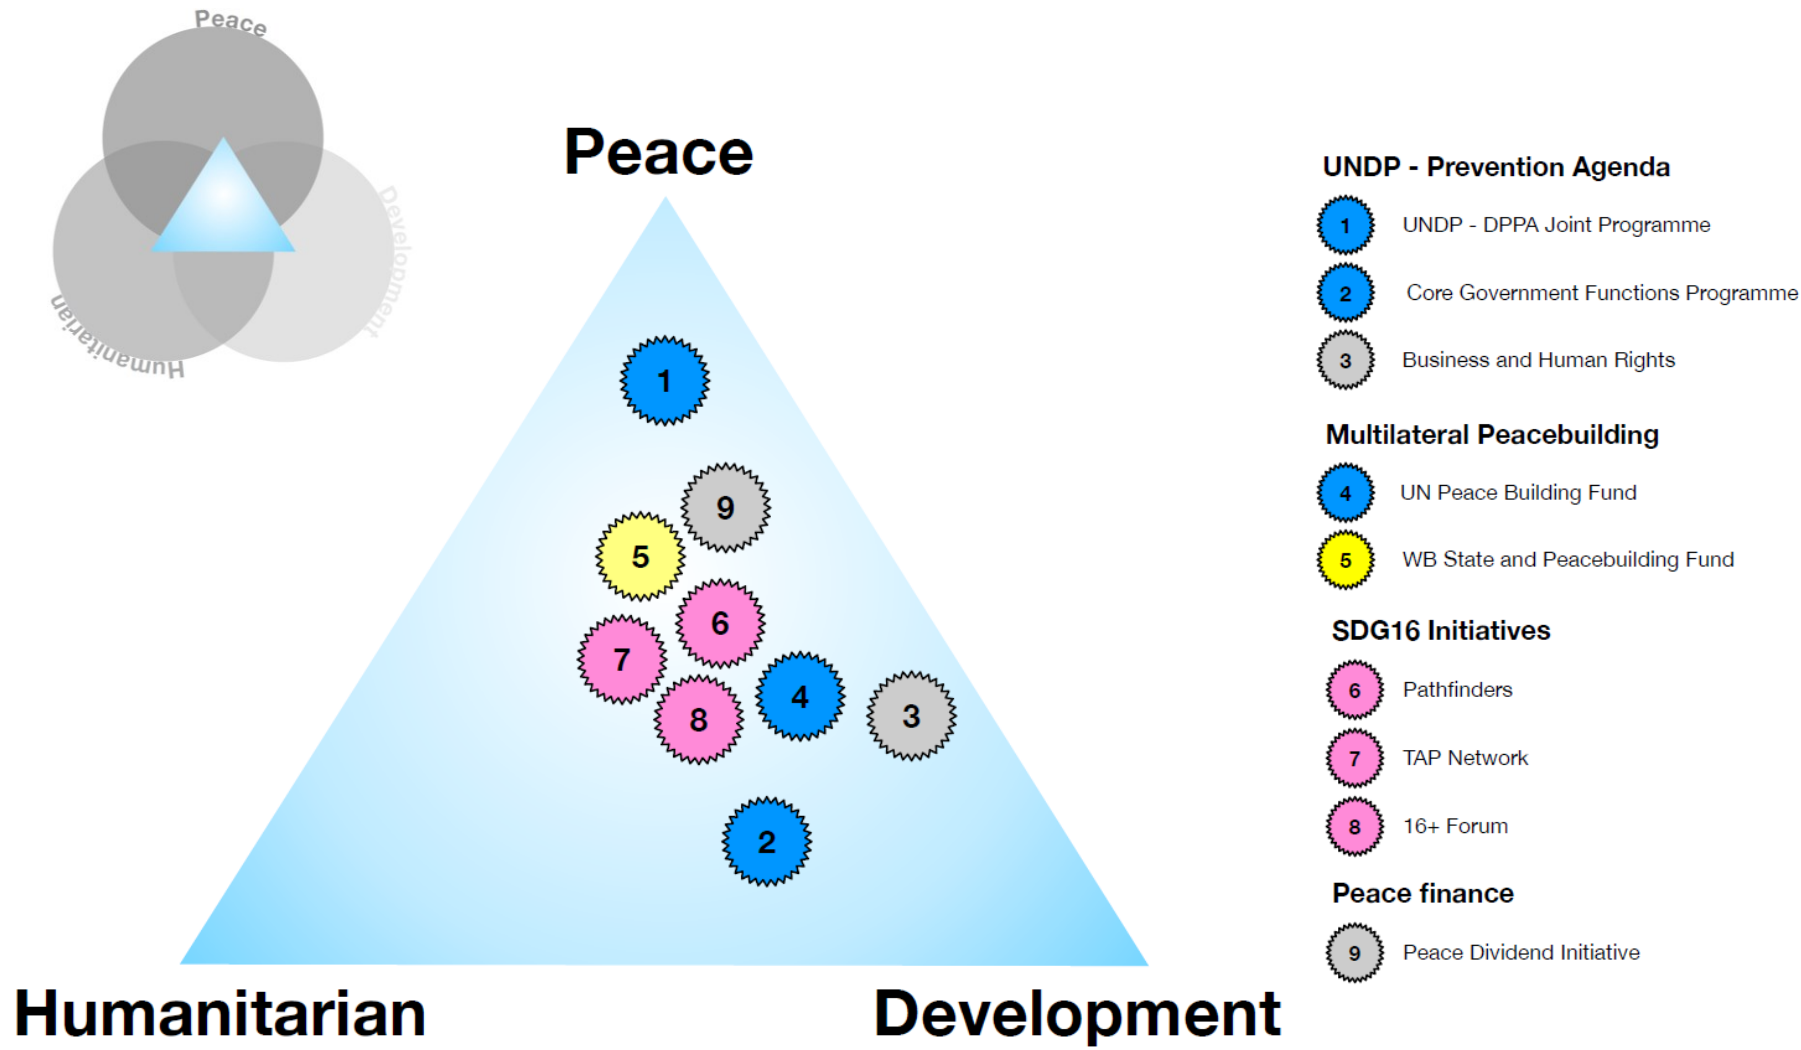 Peace
Development
Humanitarian
Peace
1
9
5
6
7
4
3
8
2
Humanitarian
Development
UNDP - Prevention Agenda
1 UNDP - DPPA Joint Programme
2 Core Government Functions Programme
3 Business and Human Rights
Multilateral Peacebuilding
4 UN Peace Building Fund
5 WB State and Peacebuilding Fund
SDG16 Initiatives
6 Pathfinders
7 TAP Network
8 16+ Forum
Peace finance
9 Peace Dividend Initiative